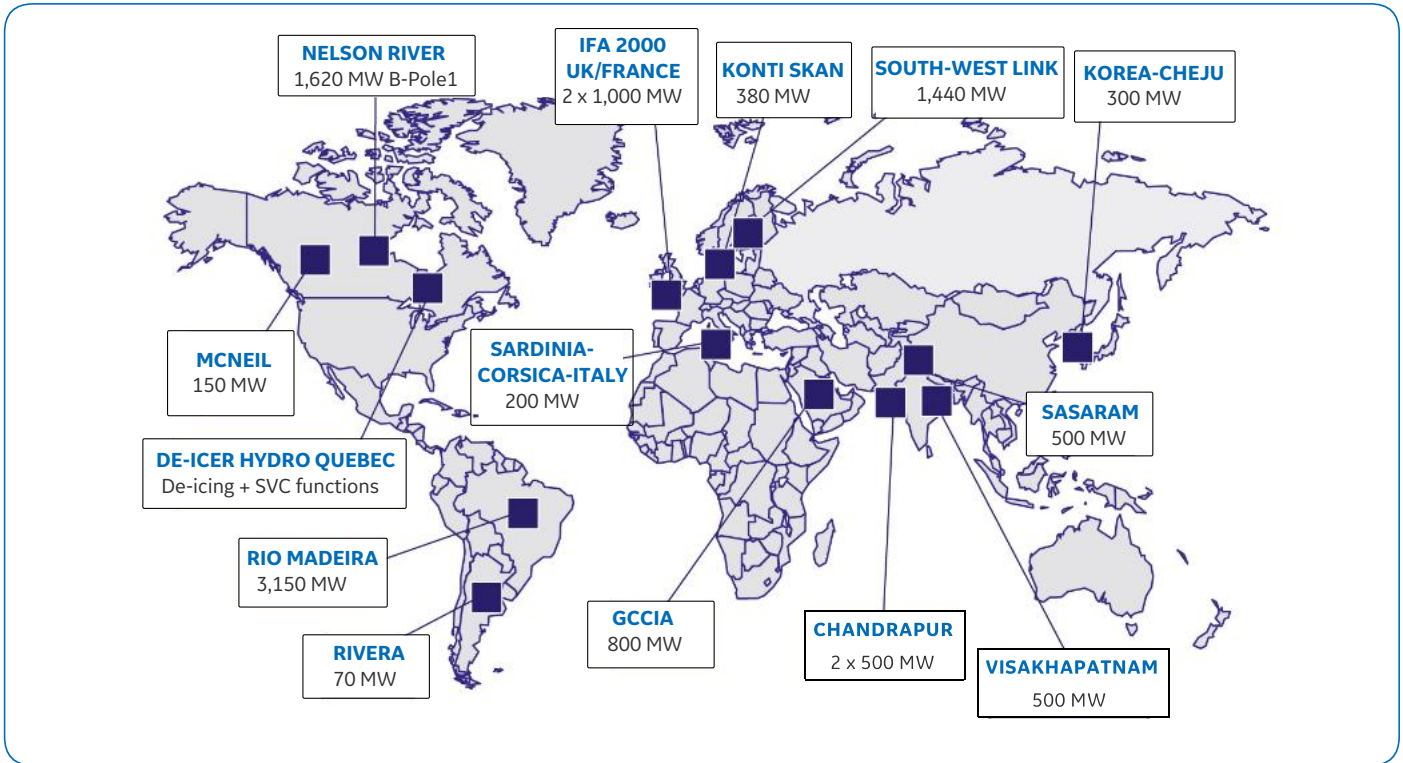 NELSON RIVER
1,620 MW B-Pole1
IFA 2000
UK/FRANCE
2 x 1,000 MW
KONTI SKAN
380 MW
SOUTH-WEST LINK
1,440 MW
KOREA-CHEJU
300 MW
MCNEIL
150 MW
SARDINIA-
CORSICA-ITALY
200 MW
SASARAM
500 MW
DE-ICER HYDRO QUEBEC
De-icing + SVC functions
RIO MADEIRA
3,150 MW
RIVERA
70 MW
GCCIA
800 MW
CHANDRAPUR
2 x 500 MW
VISAKHAPATNAM
500 MW